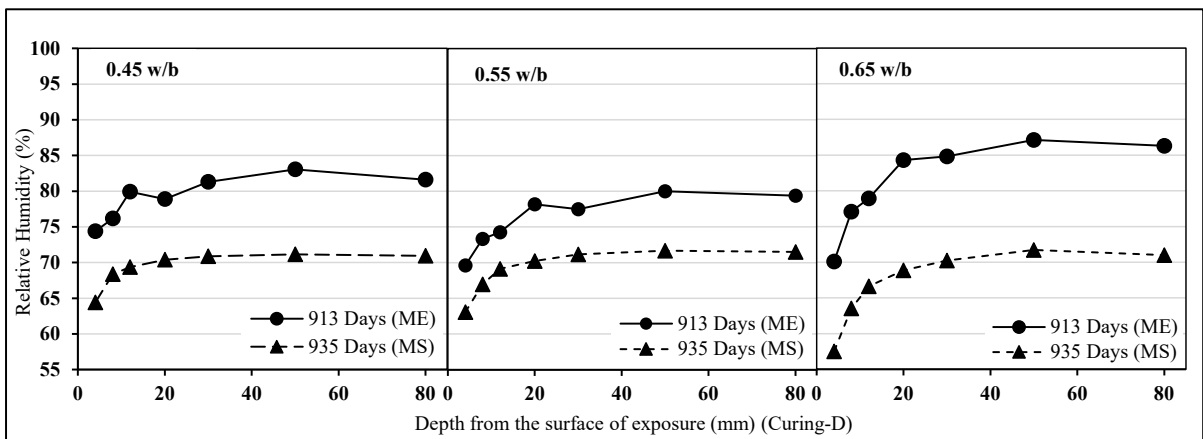 Relative Humidity (%)
100
95
90
85
80
75
70
65
60
55
0.45 w/b
913 Days (ME)
935 Days (MS)
0 20 40 60 80
0.55 w/b
913 Days (ME)
935 Days (MS)
0 20 40 60 80
0.65 w/b
913 Days (ME)
935 Days (MS)
0 20 40 60 80
Depth from the surface of exposure (mm) (Curing-D)